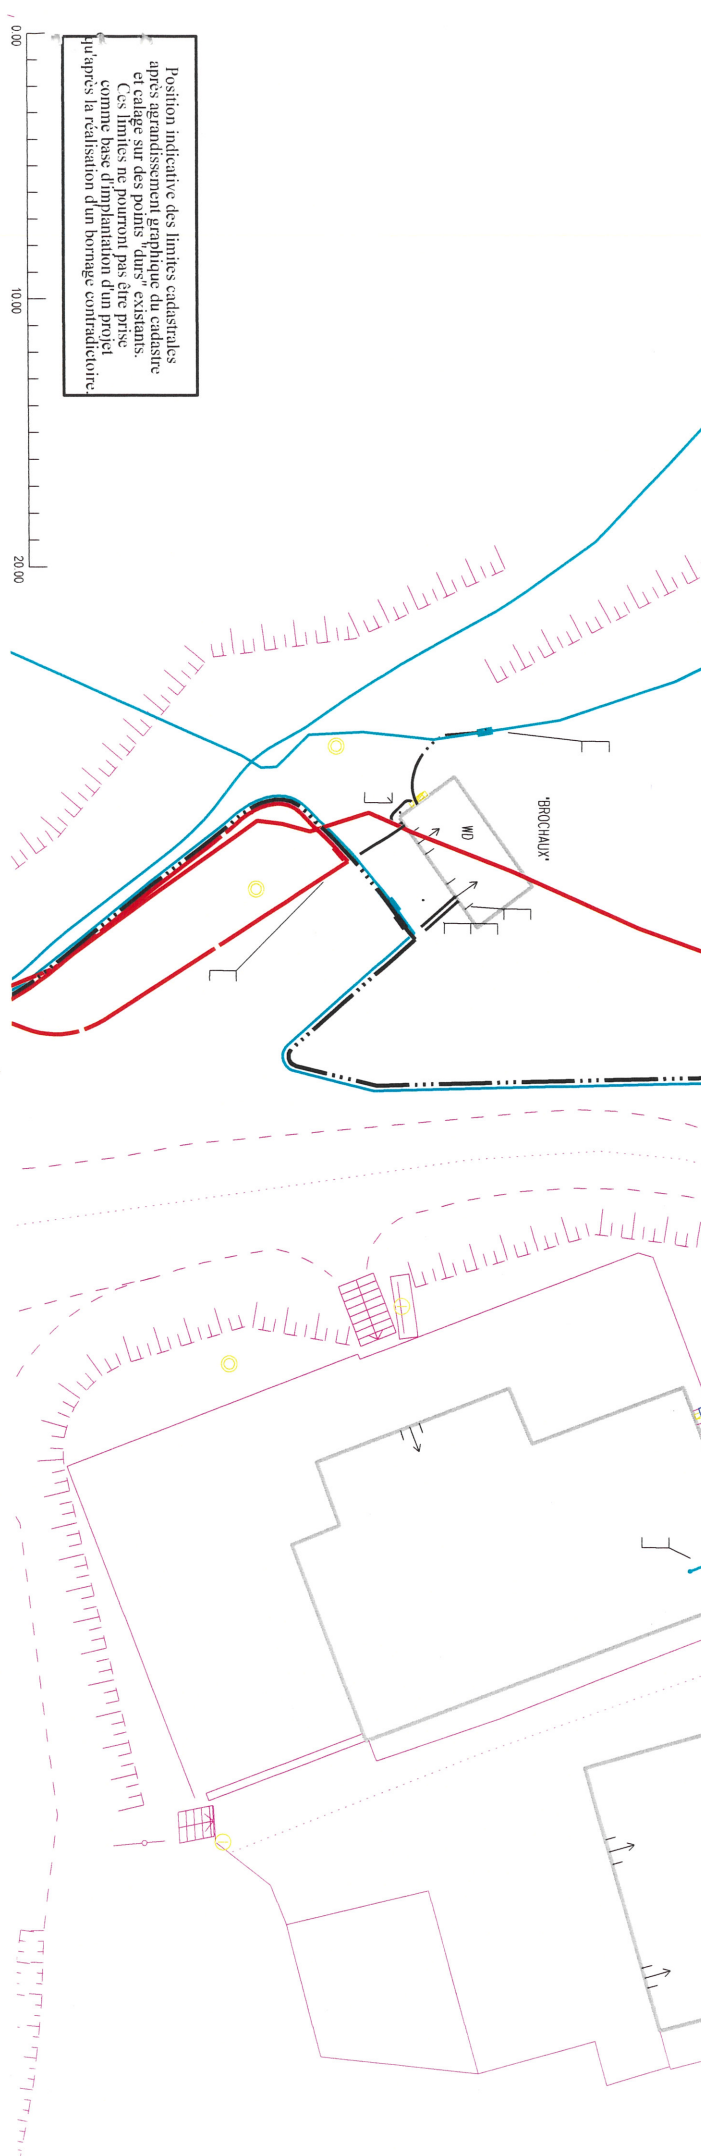 Position indicative des limites cadastrales
après agrandissement graphique du cadastre
et calage sur des points "durs" existants.
Ces limites ne pourront pas être prise
comme base d'implantation d'un projet
qu'après la réalisation d'un bornage contradictoire.
0.00
10.00
20.00
"BROCHAUX"
WD